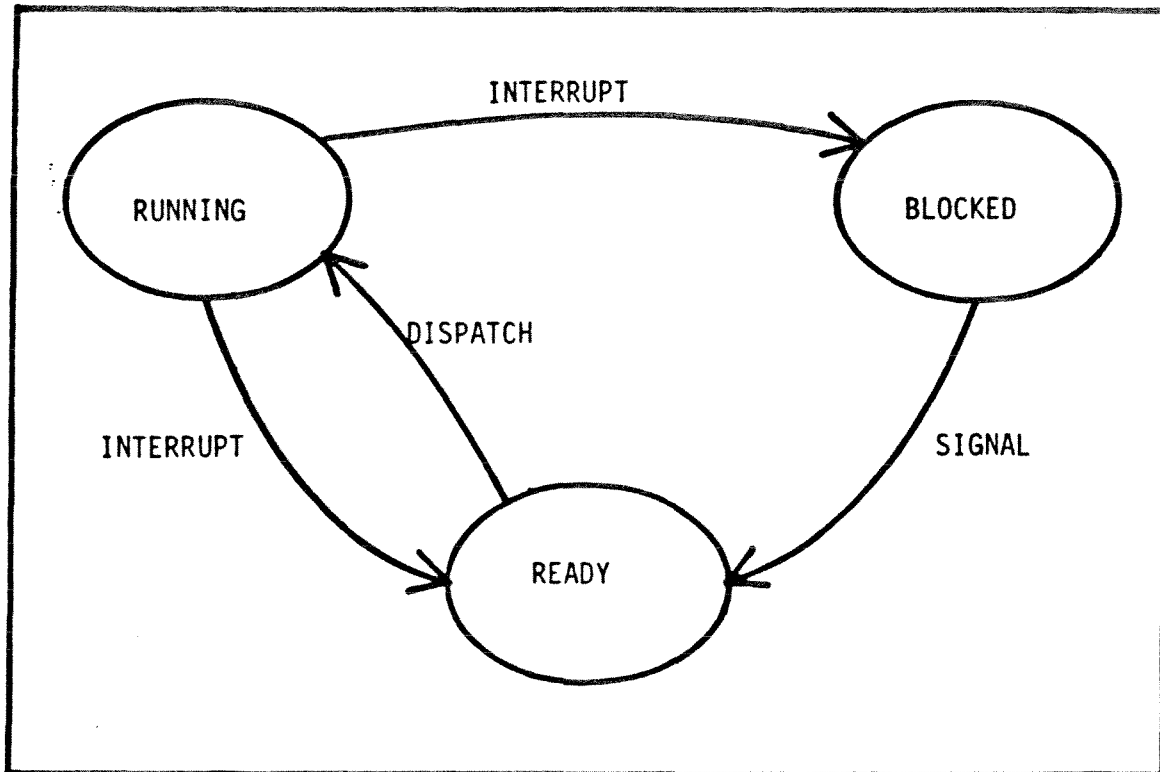 INTERRUPT
RUNNING
BLOCKED
DISPATCH
INTERRUPT
SIGNAL
READY